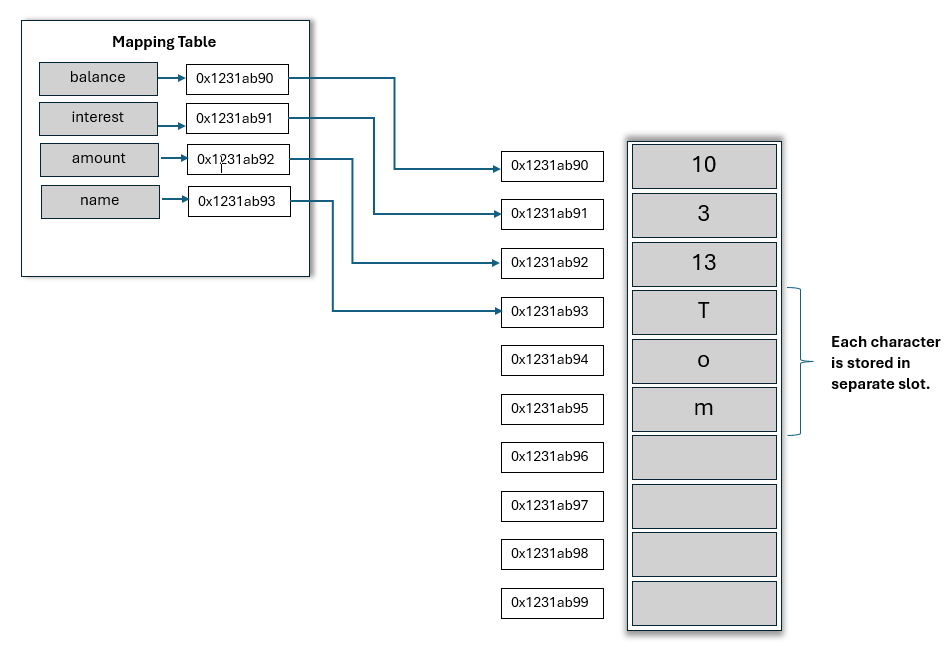 Mapping Table
balance
0x1231ab90
interest
0x1231ab91
amount
0x1231ab92
name
0x1231ab93
0x1231ab90
10
0x1231ab91
3
0x1231ab92
13
0x1231ab93
T
0x1231ab94
o
0x1231ab95
m
0x1231ab96
0x1231ab97
0x1231ab98
0x1231ab99
Each character
is stored in
separate slot.